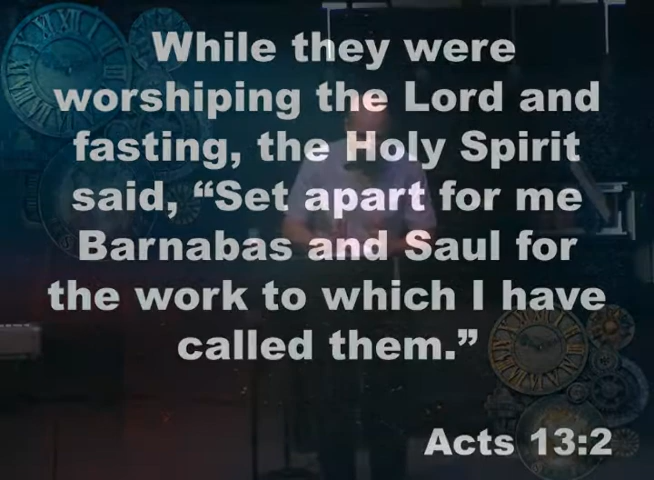 While they were
worshiping the Lord and
fasting, the Holy Spirit
said, “Set apart for me
Barnabas and Saul for
the work to which I have
called them.”
Acts 13:2